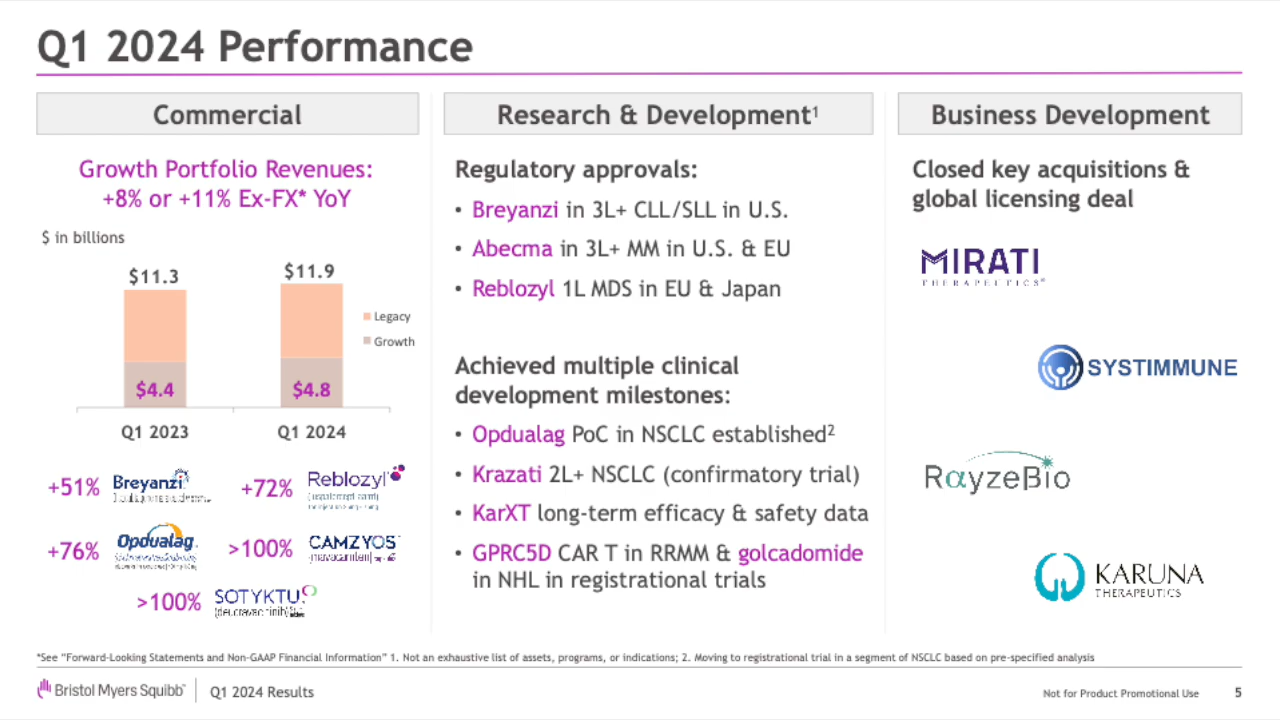 Q1 2024 Performance
Commercial
Growth Portfolio Revenues:
+8% or +11% Ex-FX* YoY
$ in billions
$11.3
$11.9
Legacy
Growth
$4.4
$4.8
Q1 2023
Q1 2024
+51% Breyanzi
+72% Reblozyl
+76% Opdualag
>100% CAMZYOS
(mavacamten)
>100% SOTYKTU
Research & Development¹
Regulatory approvals:
• Breyanzi in 3L+ CLL/SLL in U.S.
• Abecma in 3L+ MM in U.S. & EU
• Reblozyl 1L MDS in EU & Japan
Achieved multiple clinical
development milestones:
• Opdualag PoC in NSCLC established²
• Krazati 2L+ NSCLC (confirmatory trial)
• KarXT long-term efficacy & safety data
• GPRC5D CAR T in RRMM & golcadomide
in NHL in registrational trials
Business Development
Closed key acquisitions &
global licensing deal
MIRATI
THERAPEUTICS
SYSTIMMUNE
RayzeBio
KARUNA
THERAPEUTICS
*See “Forward-Looking Statements and Non-GAAP Financial Information” 1. Not an exhaustive list of assets, programs, or indications; 2. Moving to registrational trial in a segment of NSCLC based on pre-specified analysis
Bristol Myers Squibb™
Q1 2024 Results
Not for Product Promotional Use
5